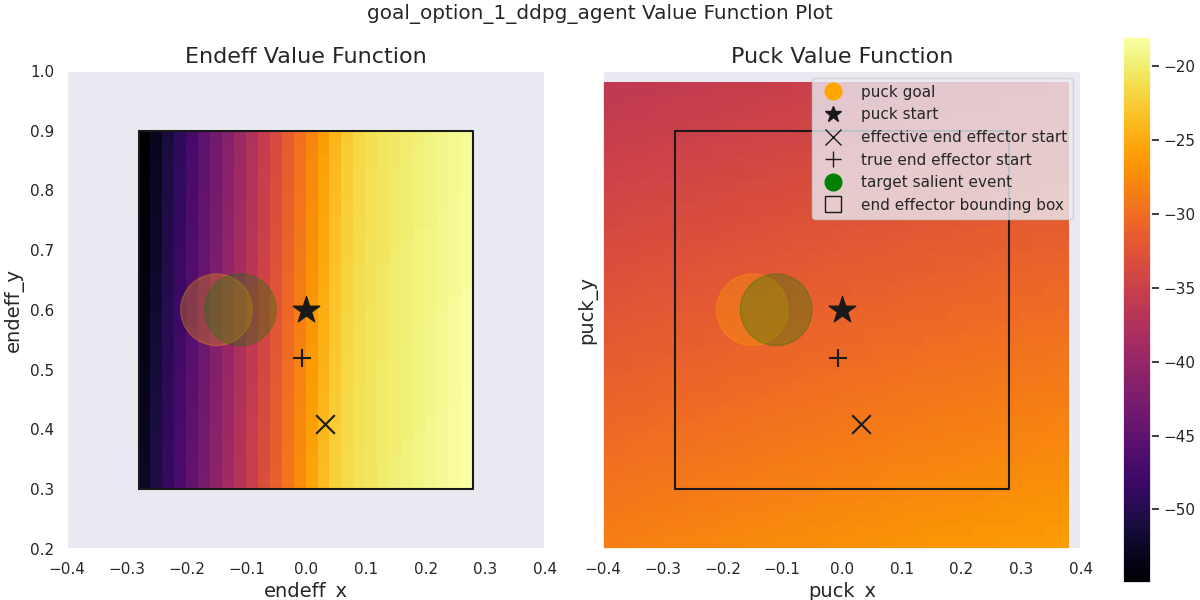 goal_option_1_ddpg_agent Value Function Plot
Endeff Value Function
1.0
0.9
0.8
0.7
0.6
0.5
0.4
0.3
0.2
endeff_y
−0.4 −0.3 −0.2 −0.1 0.0 0.1 0.2 0.3 0.4
endeff_x
Puck Value Function
puck goal
puck start
effective end effector start
true end effector start
target salient event
end effector bounding box
puck_y
−0.4 −0.3 −0.2 −0.1 0.0 0.1 0.2 0.3 0.4
puck_x
−20
−25
−30
−35
−40
−45
−50